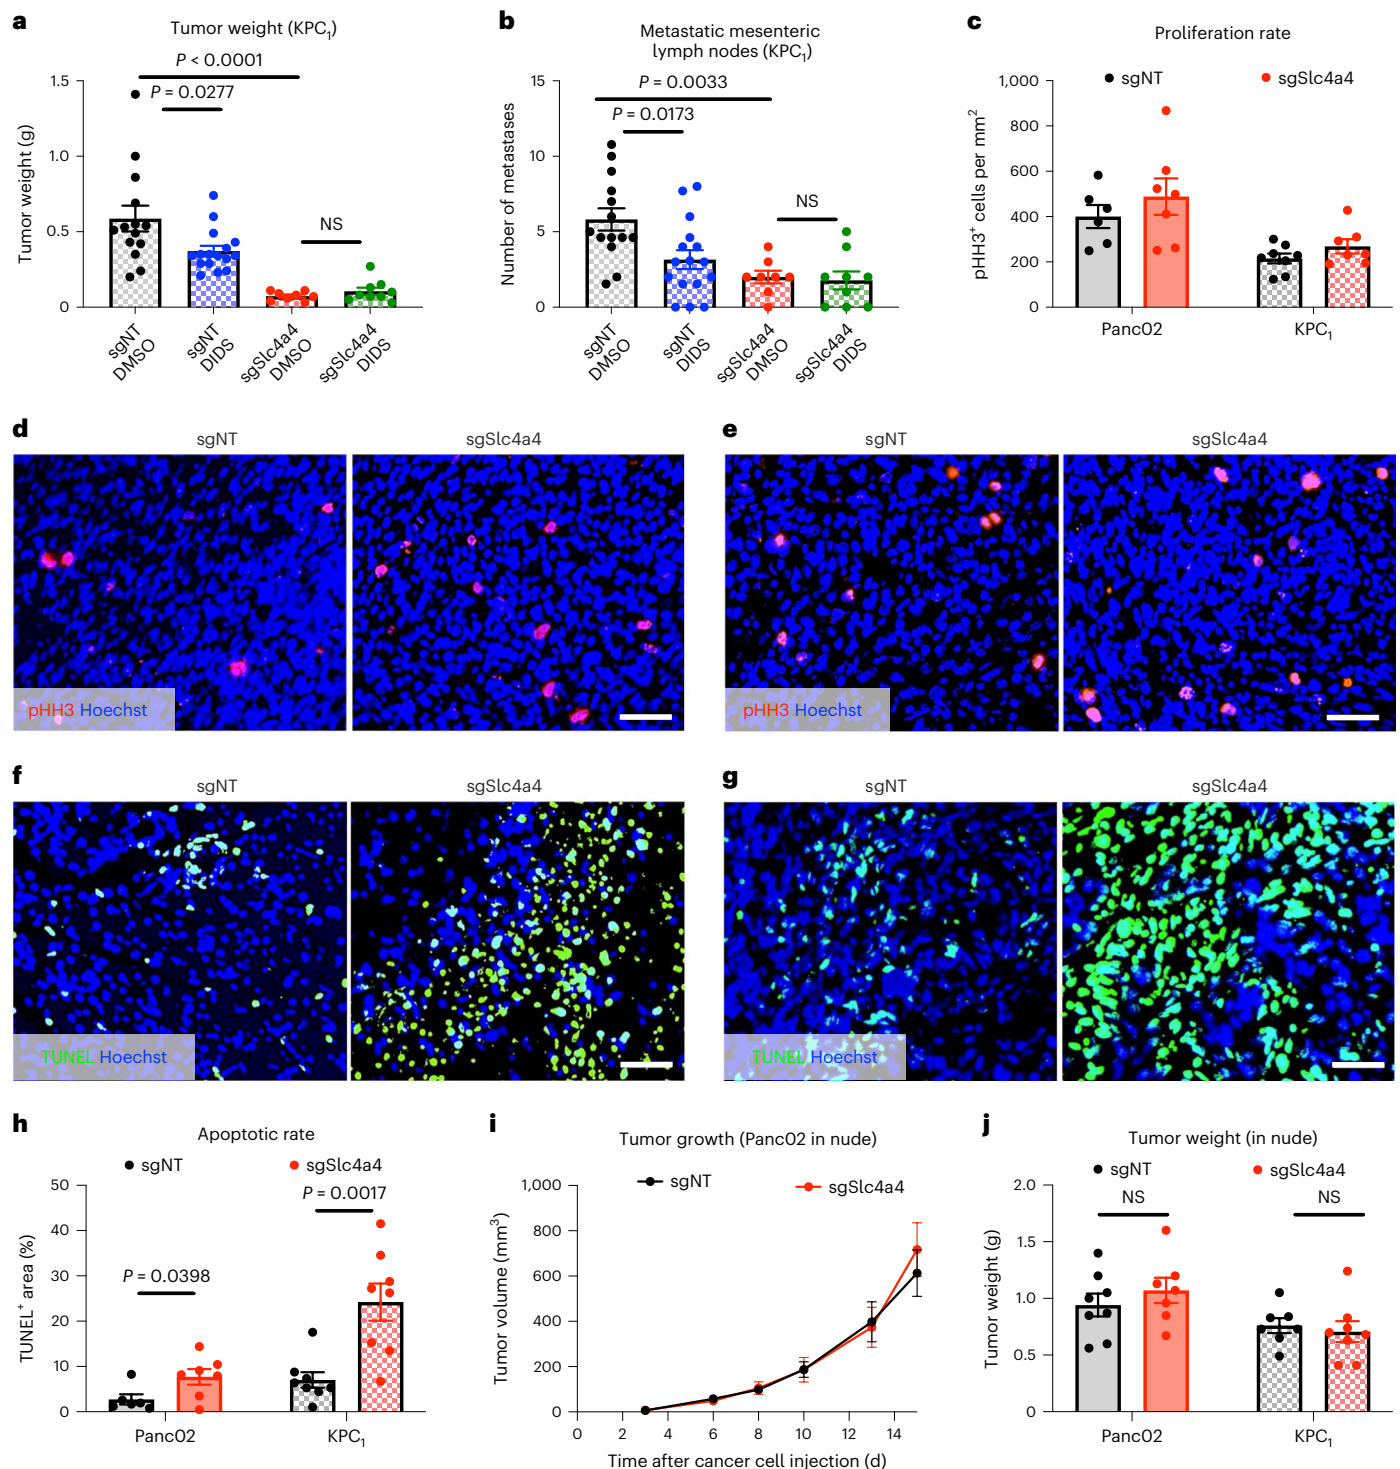 a
Tumor weight (KPC1)
P < 0.0001
P = 0.0277
NS
Tumor weight (g)
1.5
1.0
0.5
0
sgNT DMSO
sgNT DIDS
sgSlc4a4 DMSO
sgSlc4a4 DIDS
b
Metastatic mesenteric
lymph nodes (KPC1)
P = 0.0033
P = 0.0173
NS
Number of metastases
15
10
5
0
sgNT DMSO
sgNT DIDS
sgSlc4a4 DMSO
sgSlc4a4 DIDS
c
Proliferation rate
sgNT
sgSlc4a4
pHH3+ cells per mm2
1,000
800
600
400
200
0
Panc02
KPC1
d
sgNT
sgSlc4a4
pHH3 Hoechst
e
sgNT
sgSlc4a4
pHH3 Hoechst
f
sgNT
sgSlc4a4
TUNEL Hoechst
g
sgNT
sgSlc4a4
TUNEL Hoechst
h
Apoptotic rate
sgNT
sgSlc4a4
P = 0.0017
P = 0.0398
TUNEL+ area (%)
50
40
30
20
10
0
Panc02
KPC1
i
Tumor growth (Panc02 in nude)
sgNT
sgSlc4a4
Tumor volume (mm3)
1,000
800
600
400
200
0
0 2 4 6 8 10 12 14
Time after cancer cell injection (d)
j
Tumor weight (in nude)
sgNT
sgSlc4a4
NS
NS
Tumor weight (g)
2.0
1.5
1.0
0.5
0
Panc02
KPC1